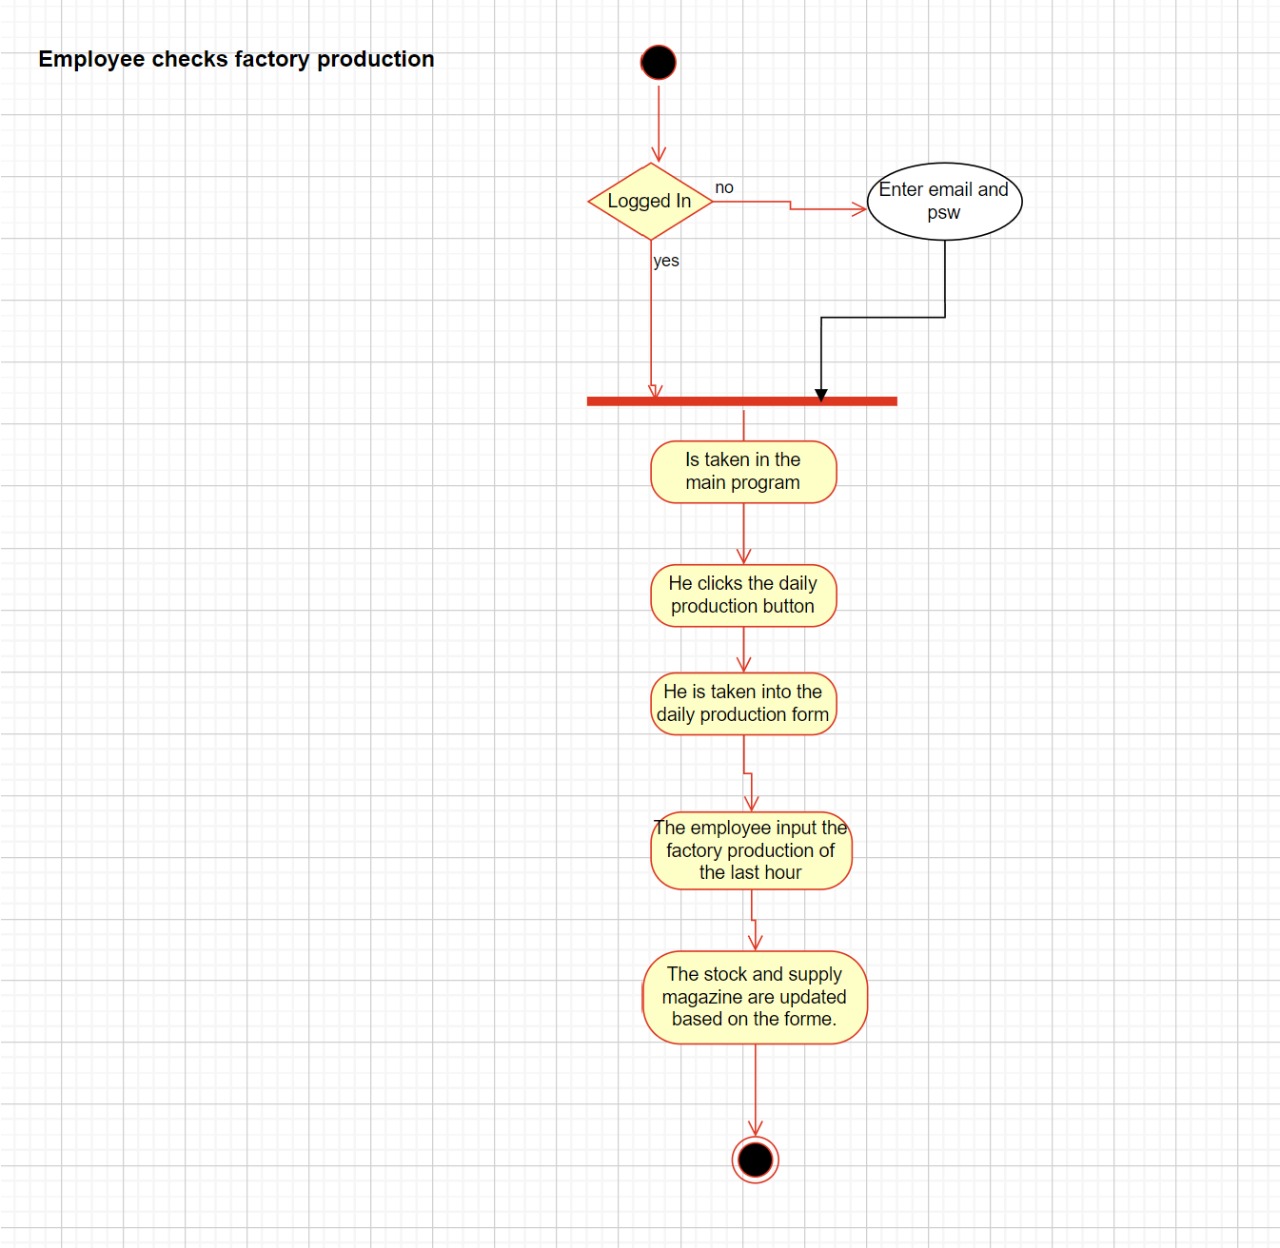 Employee checks factory production
Logged In
no
Enter email and
psw
yes
Is taken in the
main program
He clicks the daily
production button
He is taken into the
daily production form
The employee input the
factory production of
the last hour
The stock and supply
magazine are updated
based on the forme.